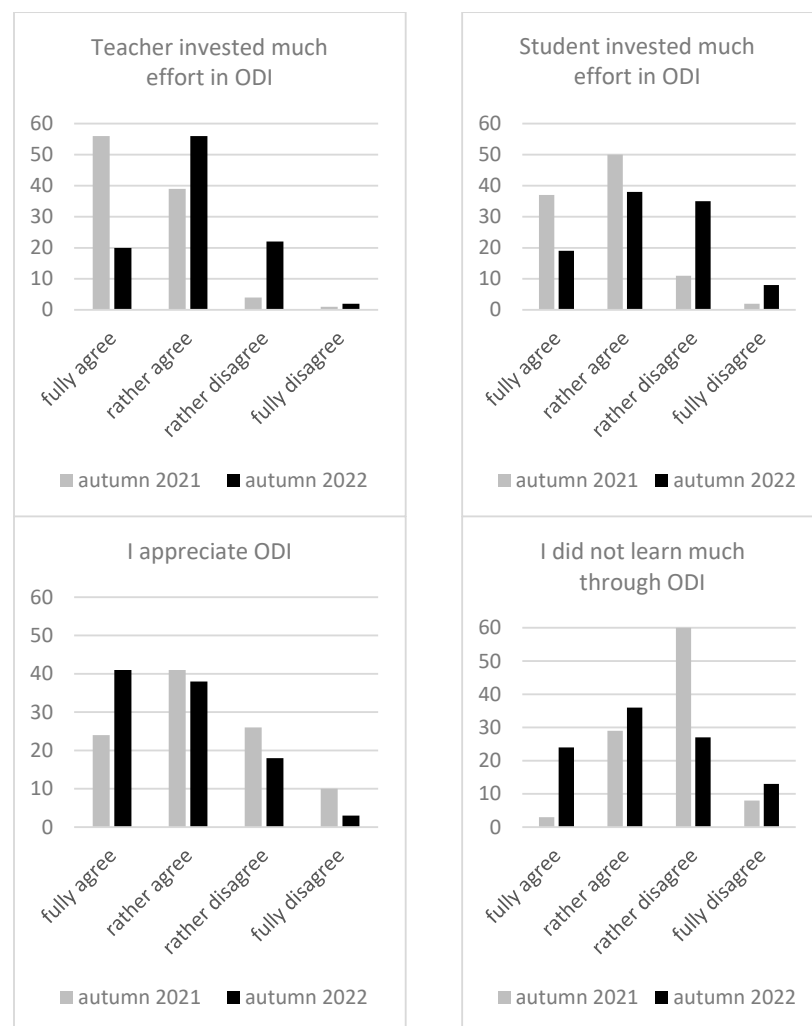 Teacher invested much
effort in ODI
60
50
40
30
20
10
0
fully agree
rather agree
rather disagree
fully disagree
autumn 2021 autumn 2022
Student invested much
effort in ODI
60
50
40
30
20
10
0
fully agree
rather agree
rather disagree
fully disagree
autumn 2021 autumn 2022
I appreciate ODI
60
50
40
30
20
10
0
fully agree
rather agree
rather disagree
fully disagree
autumn 2021 autumn 2022
I did not learn much
through ODI
60
50
40
30
20
10
0
fully agree
rather agree
rather disagree
fully disagree
autumn 2021 autumn 2022